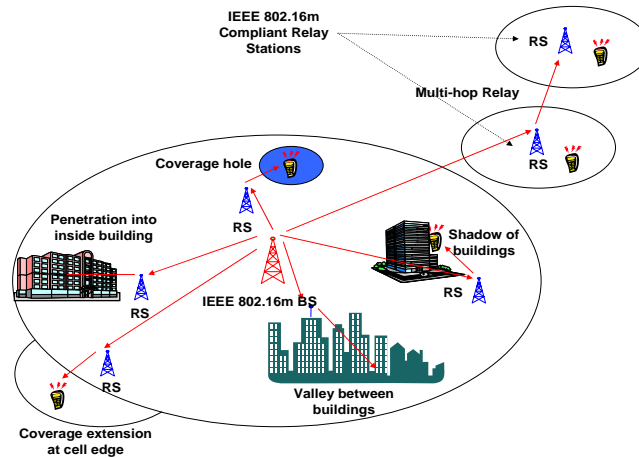 IEEE 802.16m
Compliant Relay
Stations
RS
Multi-hop Relay
RS
Coverage hole
RS
Penetration into
inside building
Shadow of
buildings
RS
RS
IEEE 802.16m BS
RS
Valley between
buildings
Coverage extension
at cell edge